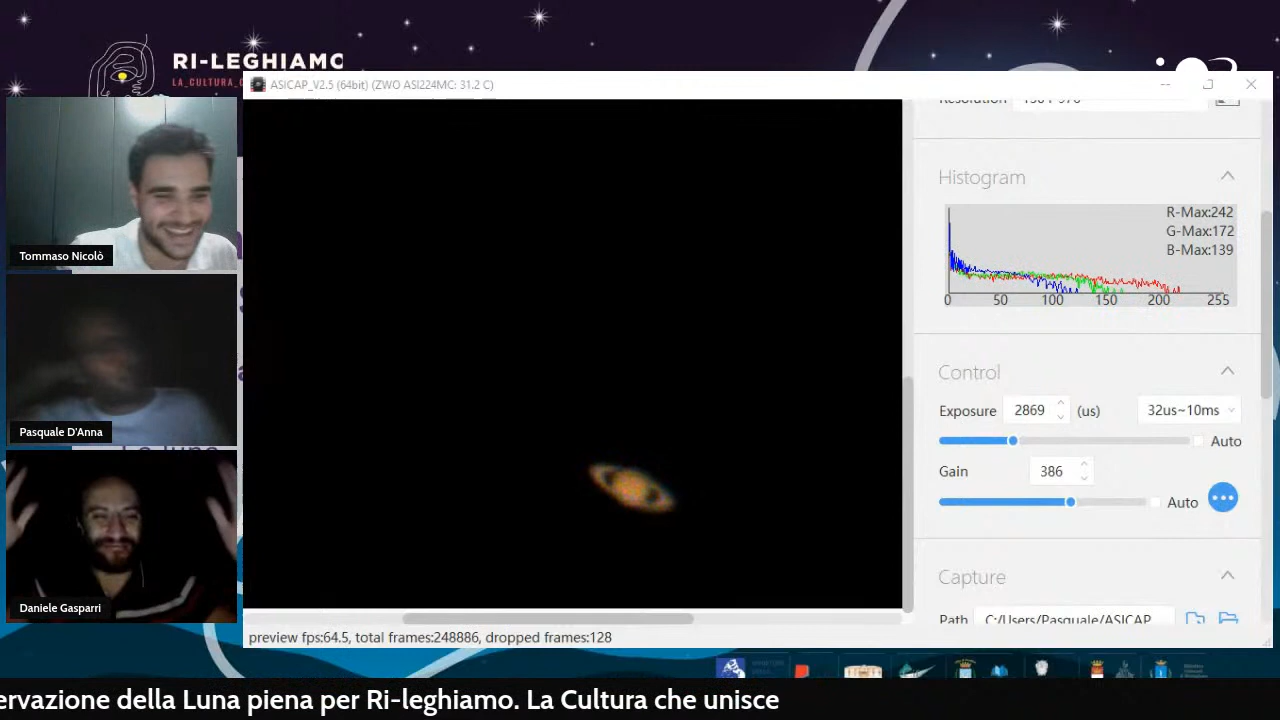 RI-LEGHIAMO
LA_CULTURA_C
ASICAP_V2.5 (64bit) (ZWO ASI224MC: 31.2 C)
Resolution
Histogram
R-Max:242
G-Max:172
B-Max:139
0 50 100 150 200 255
Control
Exposure 2869 (us) 32us~10ms
Auto
Gain 386
Auto
Capture
Path C:/Users/Pasquale/ASICAP
preview fps:64.5, total frames:248886, dropped frames:128
Tommaso Nicolò
Pasquale D'Anna
Daniele Gasparri
ervazione della Luna piena per Ri-leghiamo. La Cultura che unisce